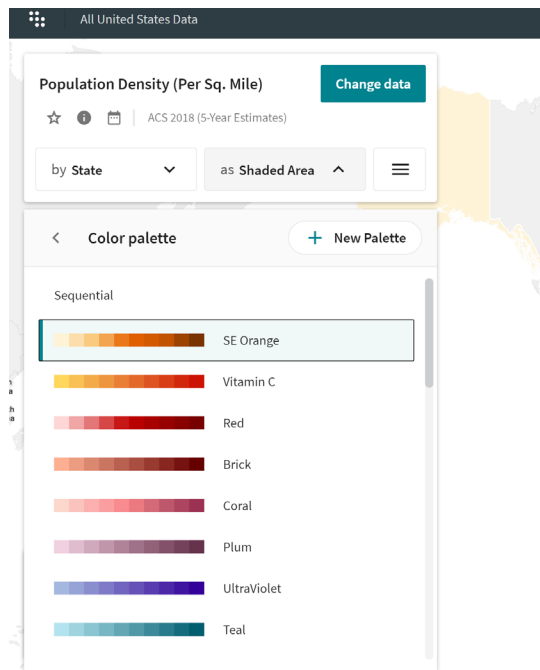 All United States Data
Population Density (Per Sq. Mile)
Change data
ACS 2018 (5-Year Estimates)
by State
as Shaded Area
Color palette
New Palette
Sequential
SE Orange
Vitamin C
Red
Brick
Coral
Plum
UltraViolet
Teal